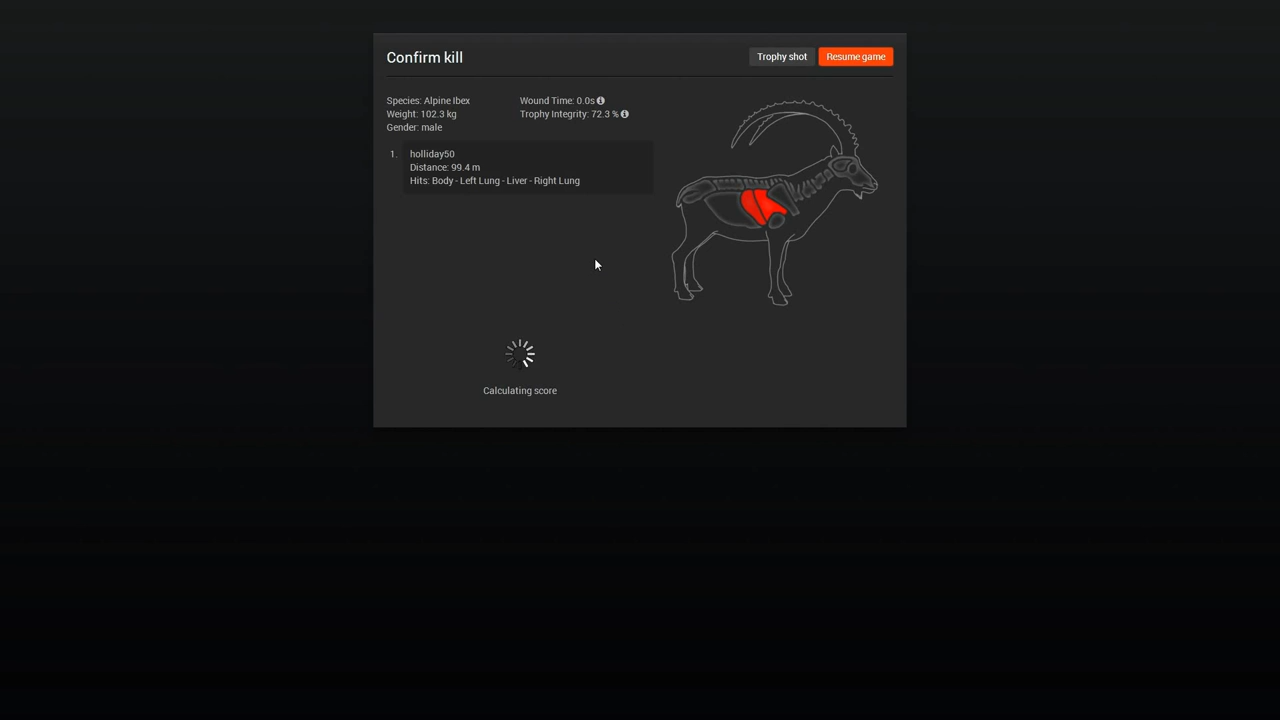 Confirm kill
Trophy shot
Resume game
Species: Alpine Ibex
Weight: 102.3 kg
Gender: male
Wound Time: 0.0s
Trophy Integrity: 72.3 %
1.
holliday50
Distance: 99.4 m
Hits: Body - Left Lung - Liver - Right Lung
Calculating score